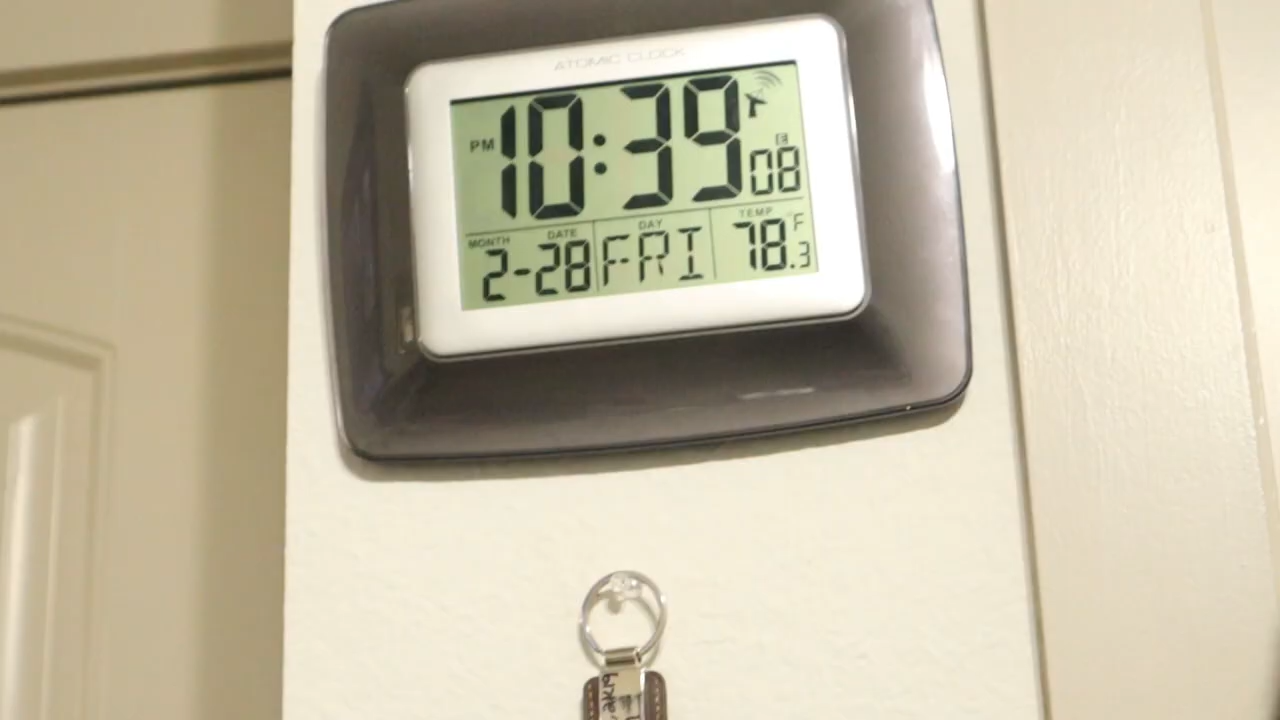 ATOMIC CLOCK
PM 10:39 08
MONTH DATE DAY TEMP
2-28 FRI 78.3 °F